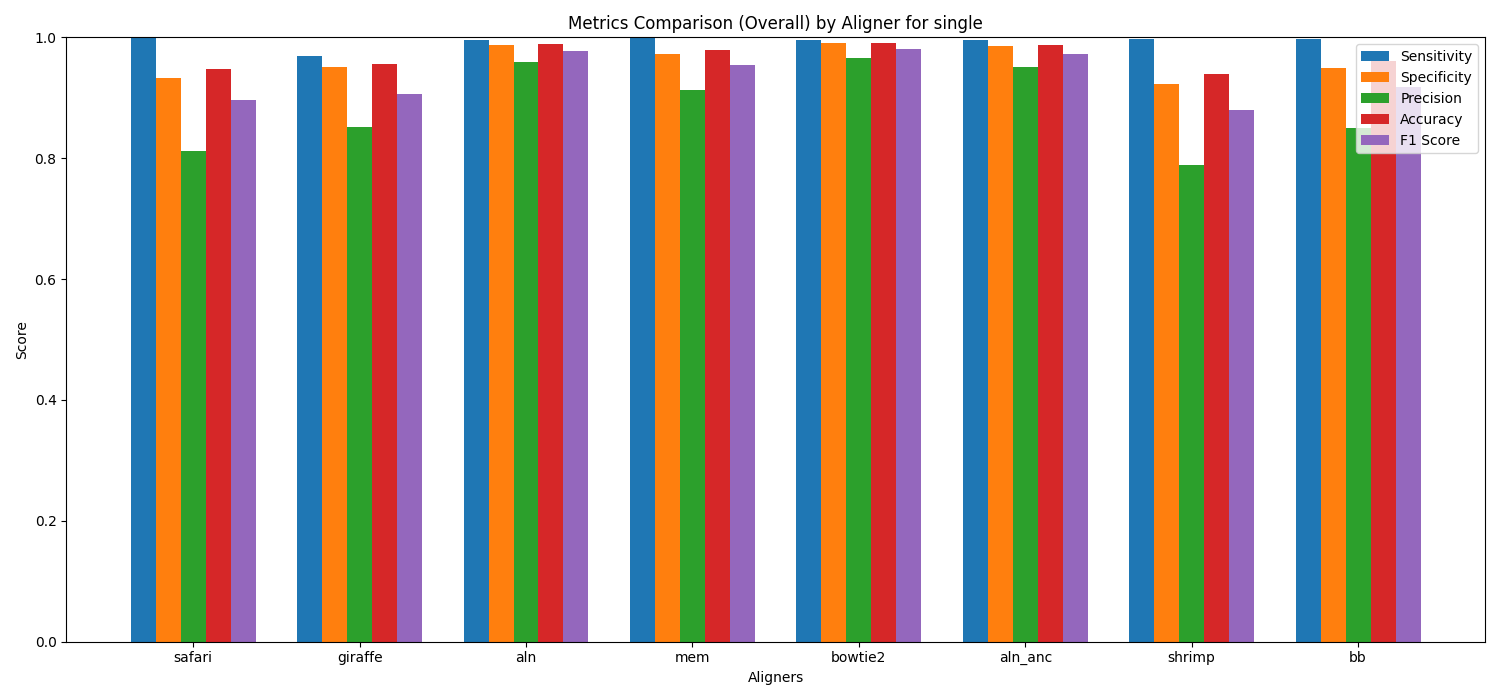 Metrics Comparison (Overall) by Aligner for single
1.0
0.8
0.6
0.4
0.2
0.0
Score
Sensitivity
Specificity
Precision
Accuracy
F1 Score
safari giraffe aln mem bowtie2 aln_anc shrimp bb
Aligners